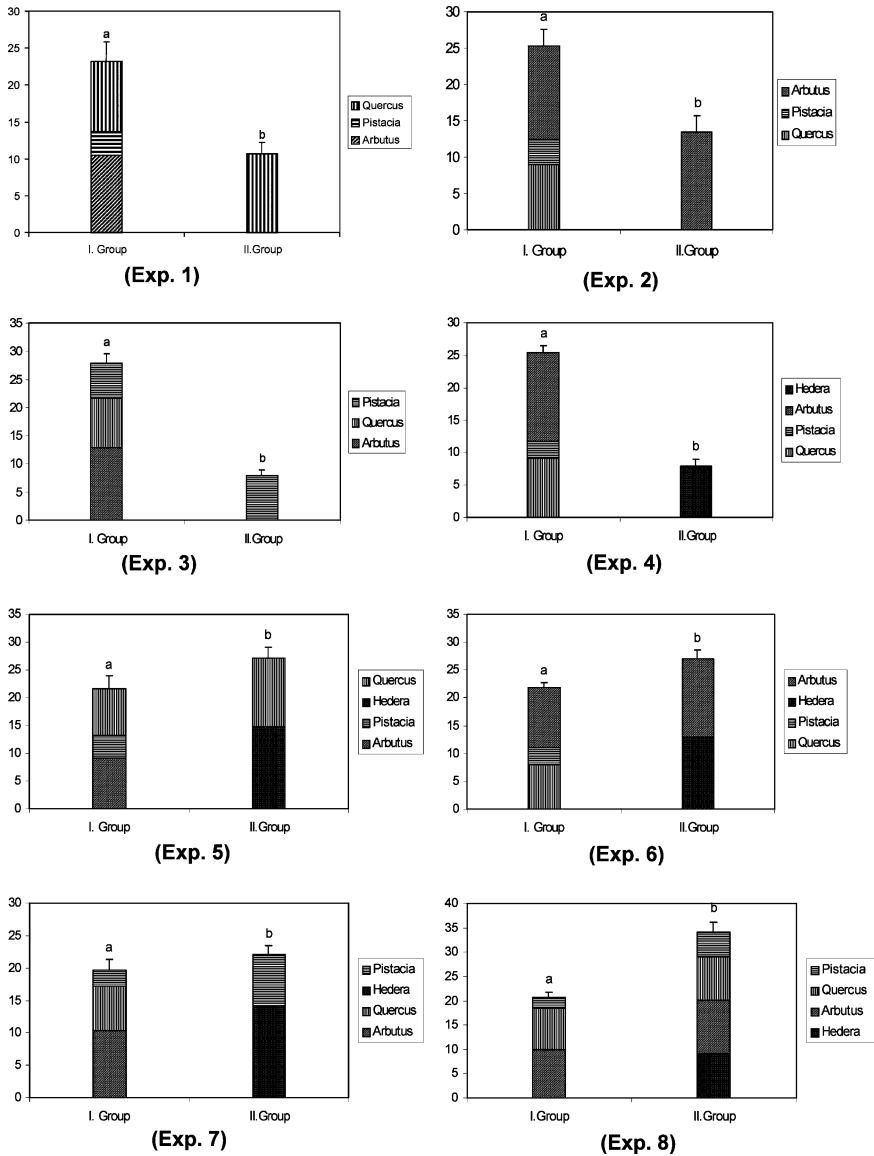 30
25
20
15
10
5
0
a
b
I. Group
II.Group
Quercus
Pistacia
Arbutus
(Exp. 1)
30
25
20
15
10
5
0
a
b
I. Group
II.Group
Arbutus
Pistacia
Quercus
(Exp. 2)
35
30
25
20
15
10
5
0
a
b
I. Group
II.Group
Pistacia
Quercus
Arbutus
(Exp. 3)
30
25
20
15
10
5
0
a
b
I. Group
II.Group
Hedera
Arbutus
Pistacia
Quercus
(Exp. 4)
35
30
25
20
15
10
5
0
a
b
I. Group
II.Group
Quercus
Hedera
Pistacia
Arbutus
(Exp. 5)
35
30
25
20
15
10
5
0
a
b
I. Group
II.Group
Arbutus
Hedera
Pistacia
Quercus
(Exp. 6)
30
25
20
15
10
5
0
a
b
I. Group
II.Group
Pistacia
Hedera
Quercus
Arbutus
(Exp. 7)
40
35
30
25
20
15
10
5
0
a
b
I.Group
II.Group
Pistacia
Quercus
Arbutus
Hedera
(Exp. 8)